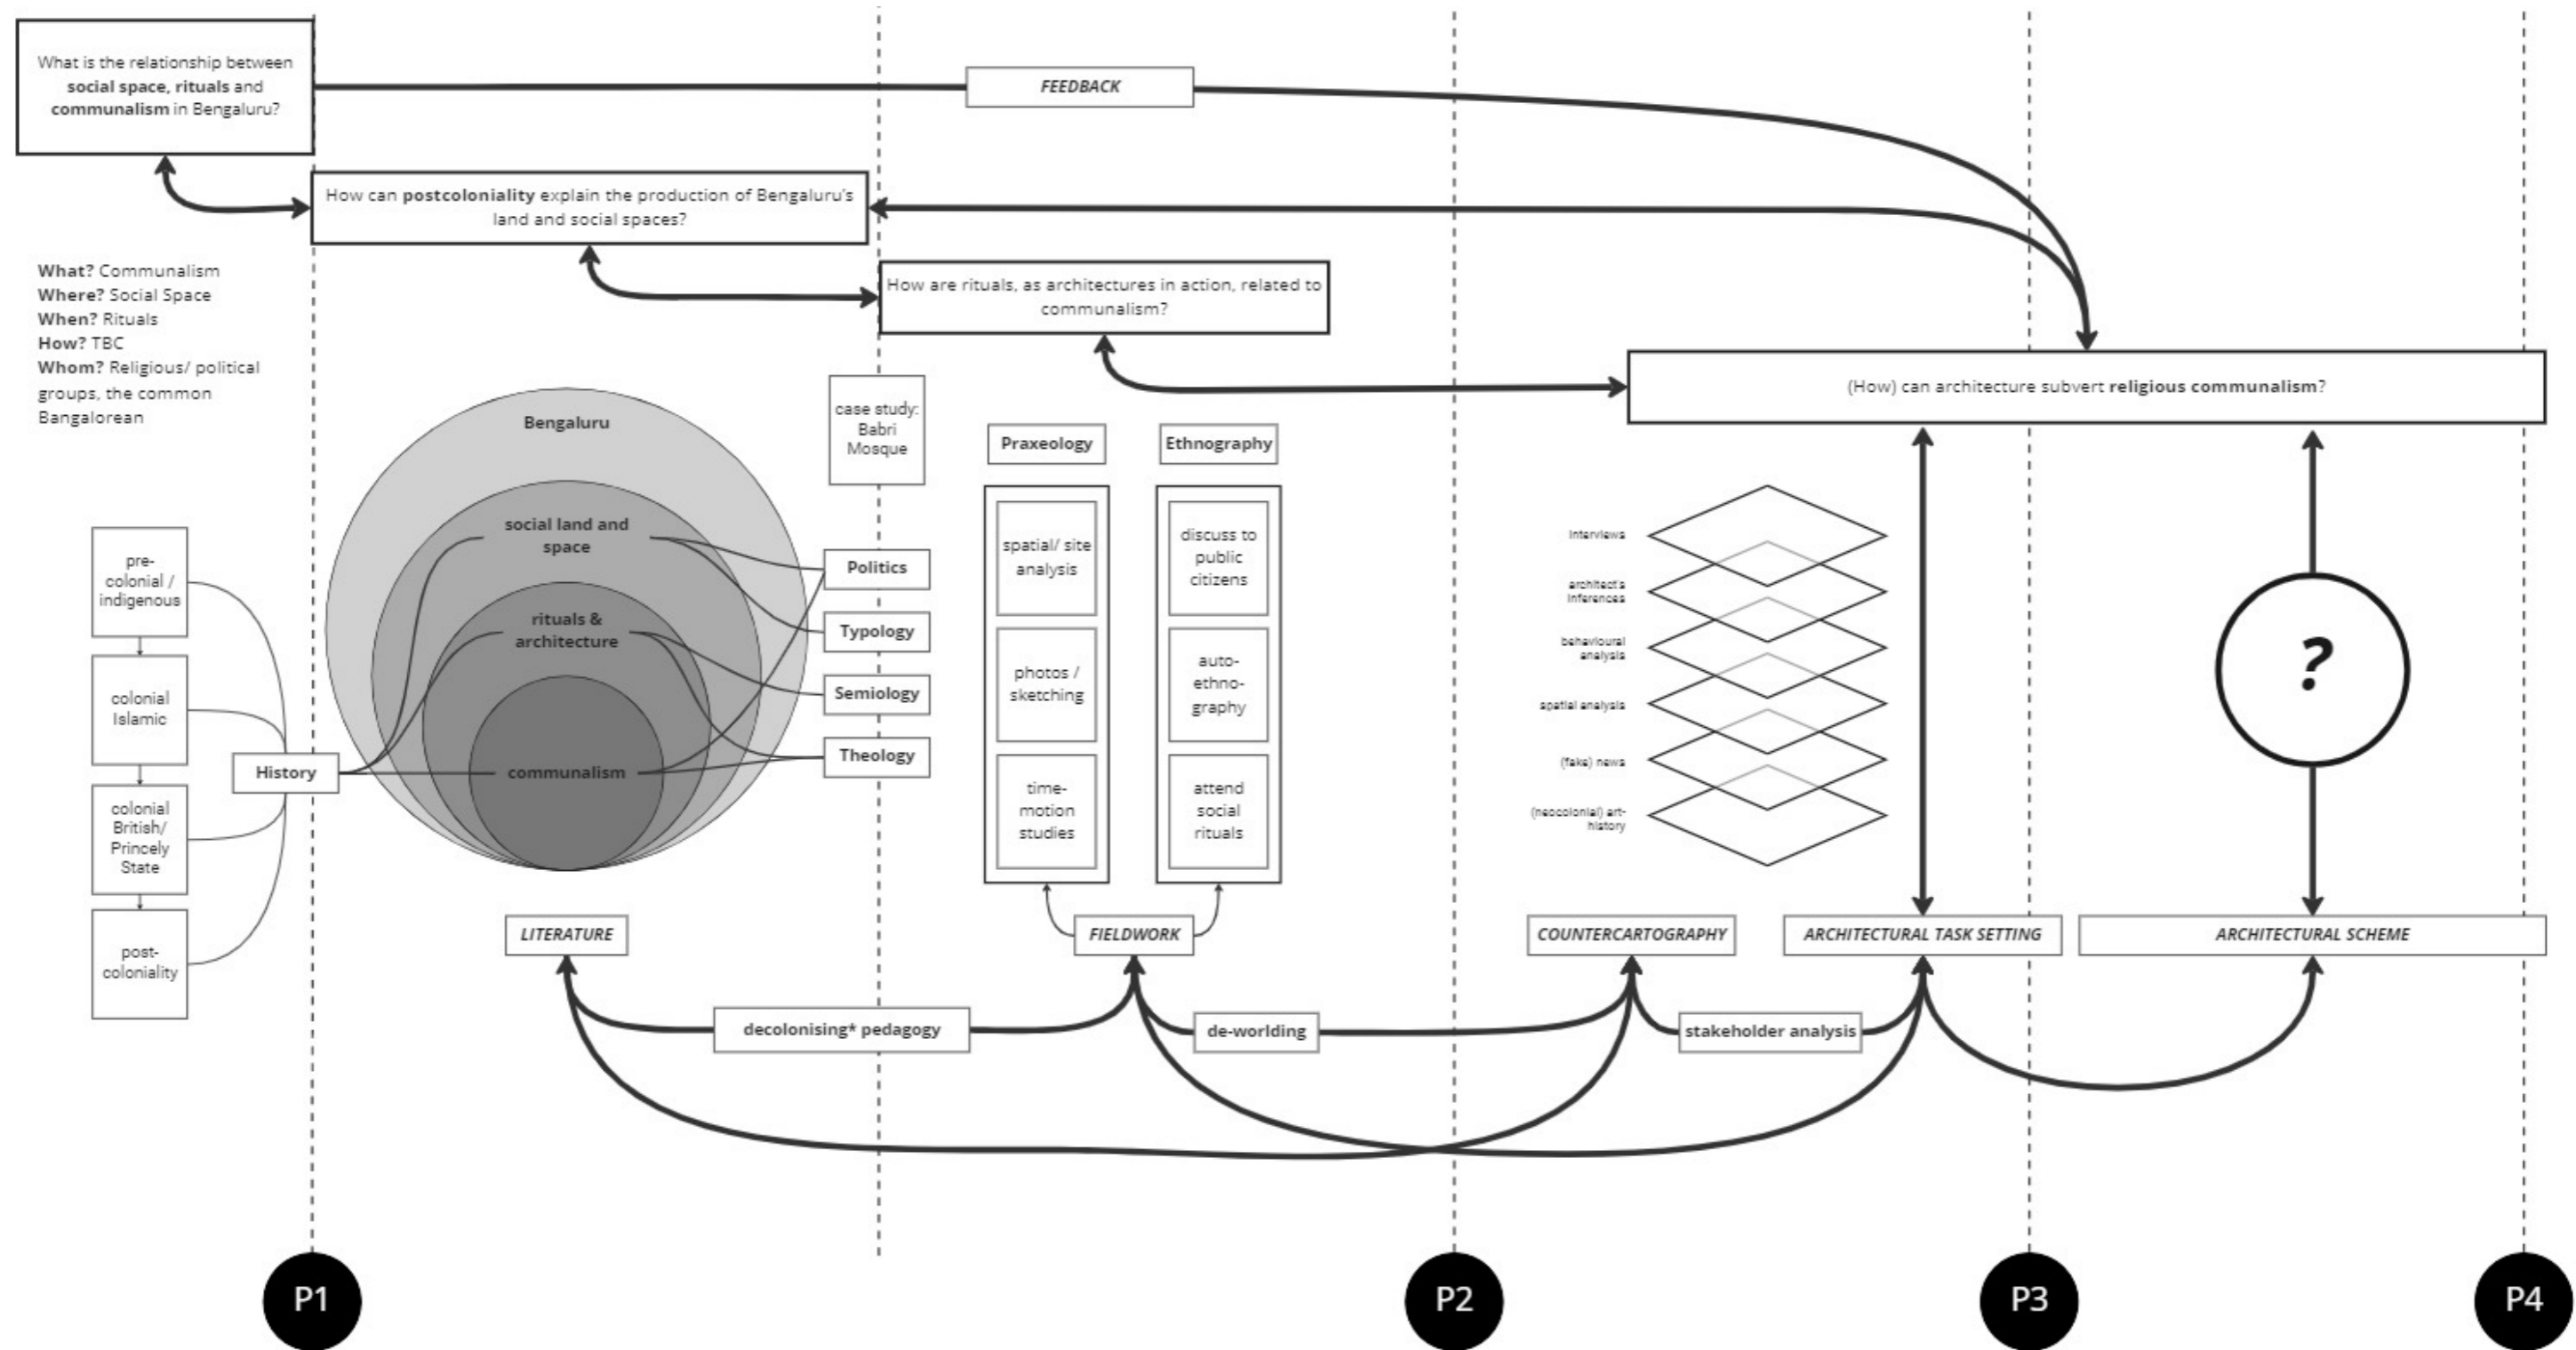 What is the relationship between
social space, rituals and
communalism in Bengaluru?
FEEDBACK
How can postcoloniality explain the production of Bengaluru's
land and social spaces?
How are rituals, as architectures in action, related to
communalism?
(How) can architecture subvert religious communalism?
What? Communalism
Where? Social Space
When? Rituals
How? TBC
Whom? Religious/ political
groups, the common
Bangalorean
pre-
colonial /
indigenous
colonial
Islamic
colonial
British/
Princely
State
post-
coloniality
History
Bengaluru
social land and
space
rituals &
architecture
communalism
case study:
Babri
Mosque
Politics
Typology
Semiology
Theology
Praxeology
spatial/ site
analysis
photos /
sketching
time-
motion
studies
Ethnography
discuss to
public
citizens
auto-
ethno-
graphy
attend
social
rituals
interviews
architect's
inferences
behavioural
analysis
spatial analysis
(fake) news
(neocolonial) art-
history
?
LITERATURE
FIELDWORK
COUNTERCARTOGRAPHY
ARCHITECTURAL TASK SETTING
ARCHITECTURAL SCHEME
decolonising* pedagogy
de-worlding
stakeholder analysis
P1
P2
P3
P4